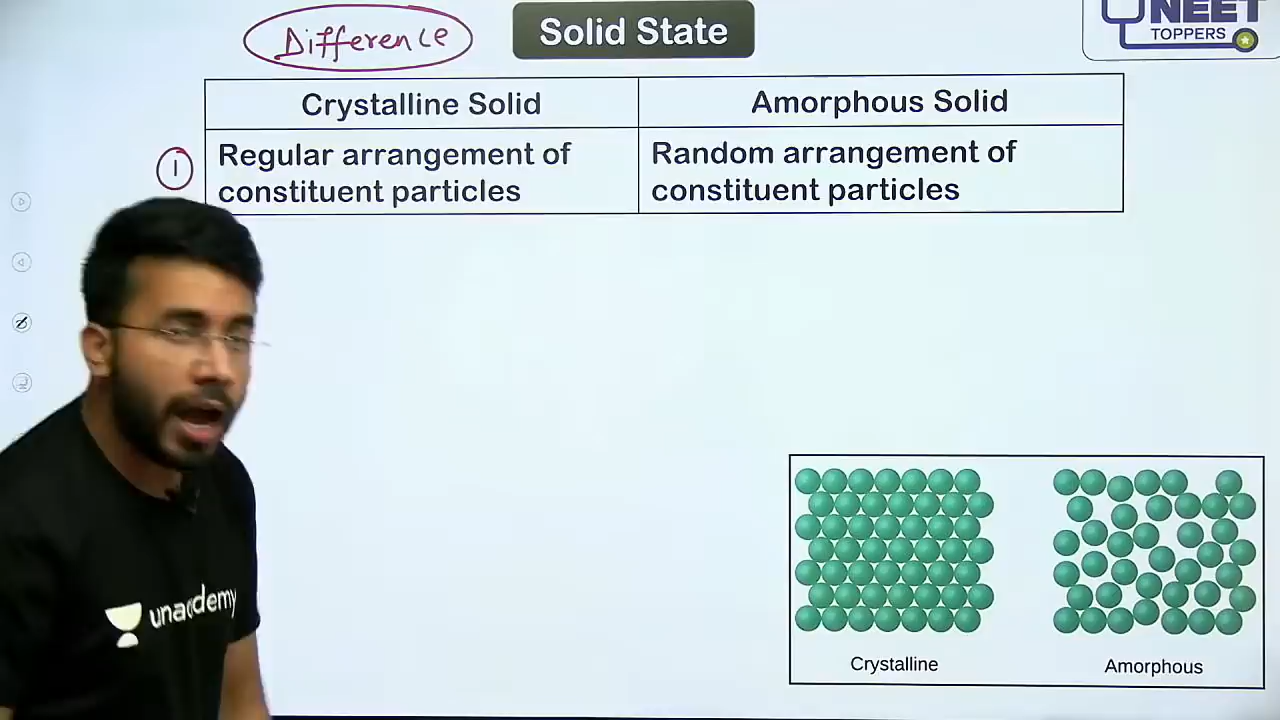 Difference
Solid State
NEET
TOPPERS
Crystalline Solid
Amorphous Solid
1
Regular arrangement of
constituent particles
Random arrangement of
constituent particles
unacademy
Crystalline
Amorphous